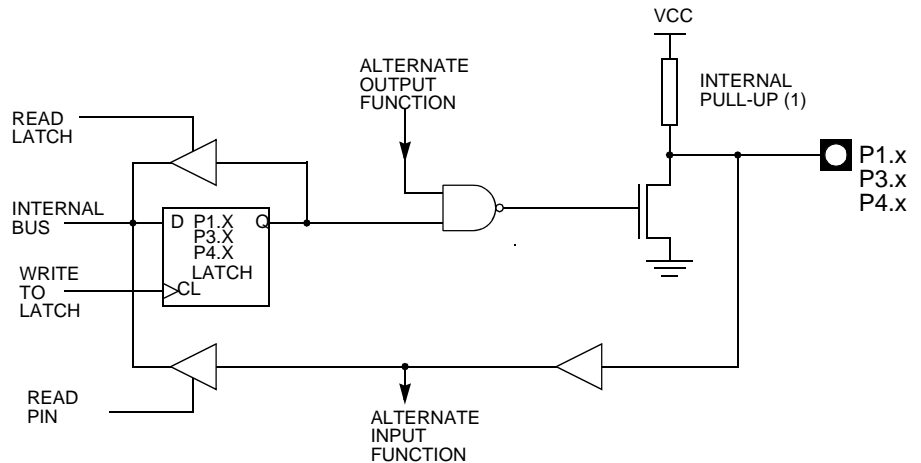 VCC
ALTERNATE
OUTPUT
FUNCTION
INTERNAL
PULL-UP (1)
READ
LATCH
P1.x
P3.x
P4.x
INTERNAL
BUS
D P1.X Q
P3.X
P4.X
LATCH
CL
WRITE
TO
LATCH
READ
PIN
ALTERNATE
INPUT
FUNCTION